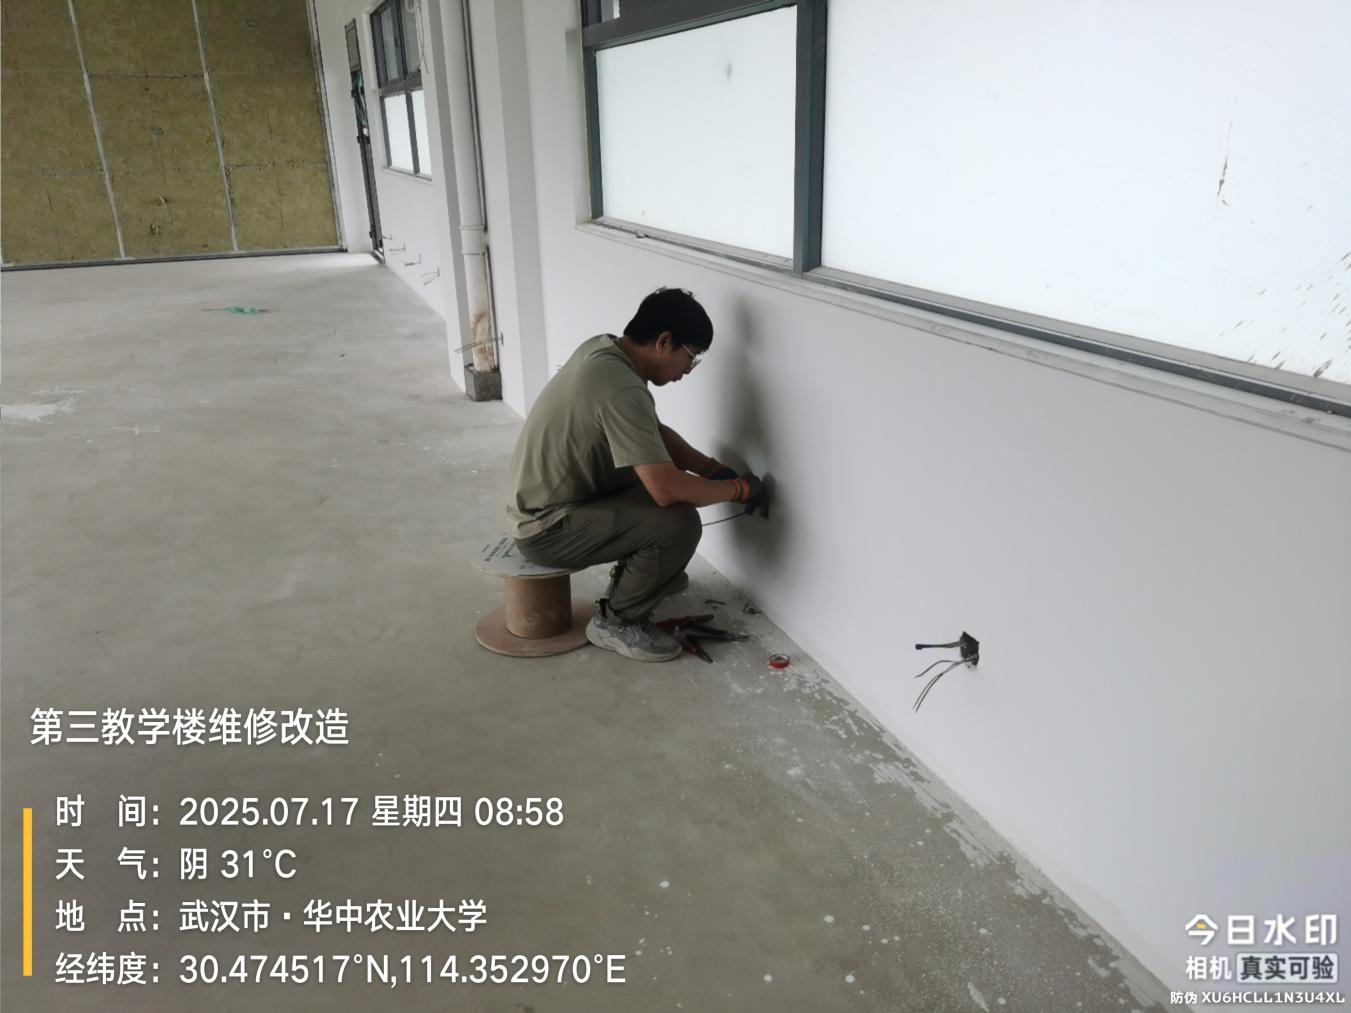 第三教学楼维修改造
时 间：2025.07.17 星期四 08:58
天 气：阴 31°C
地 点：武汉市·华中农业大学
经纬度：30.474517°N,114.352970°E
今日水印
相机 真实可验
防伪 XU6HCLL1N3U4XL